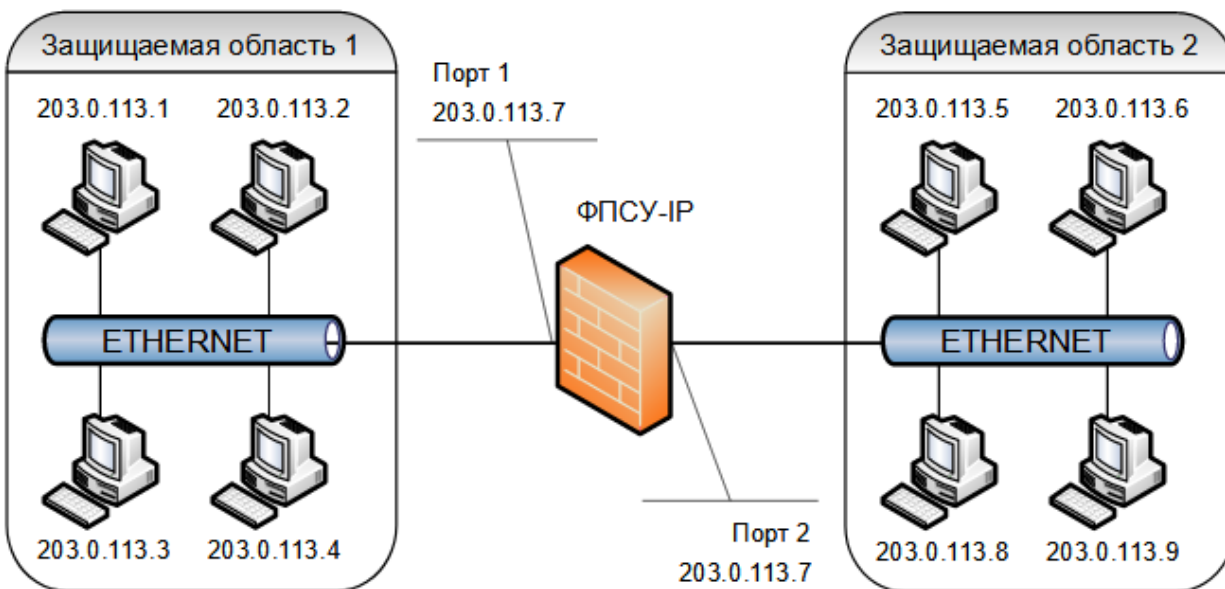 Защищаемая область 1
203.0.113.1
203.0.113.2
ETHERNET
203.0.113.3
203.0.113.4
Порт 1
203.0.113.7
ФПСУ-IP
Порт 2
203.0.113.7
Защищаемая область 2
203.0.113.5
203.0.113.6
ETHERNET
203.0.113.8
203.0.113.9